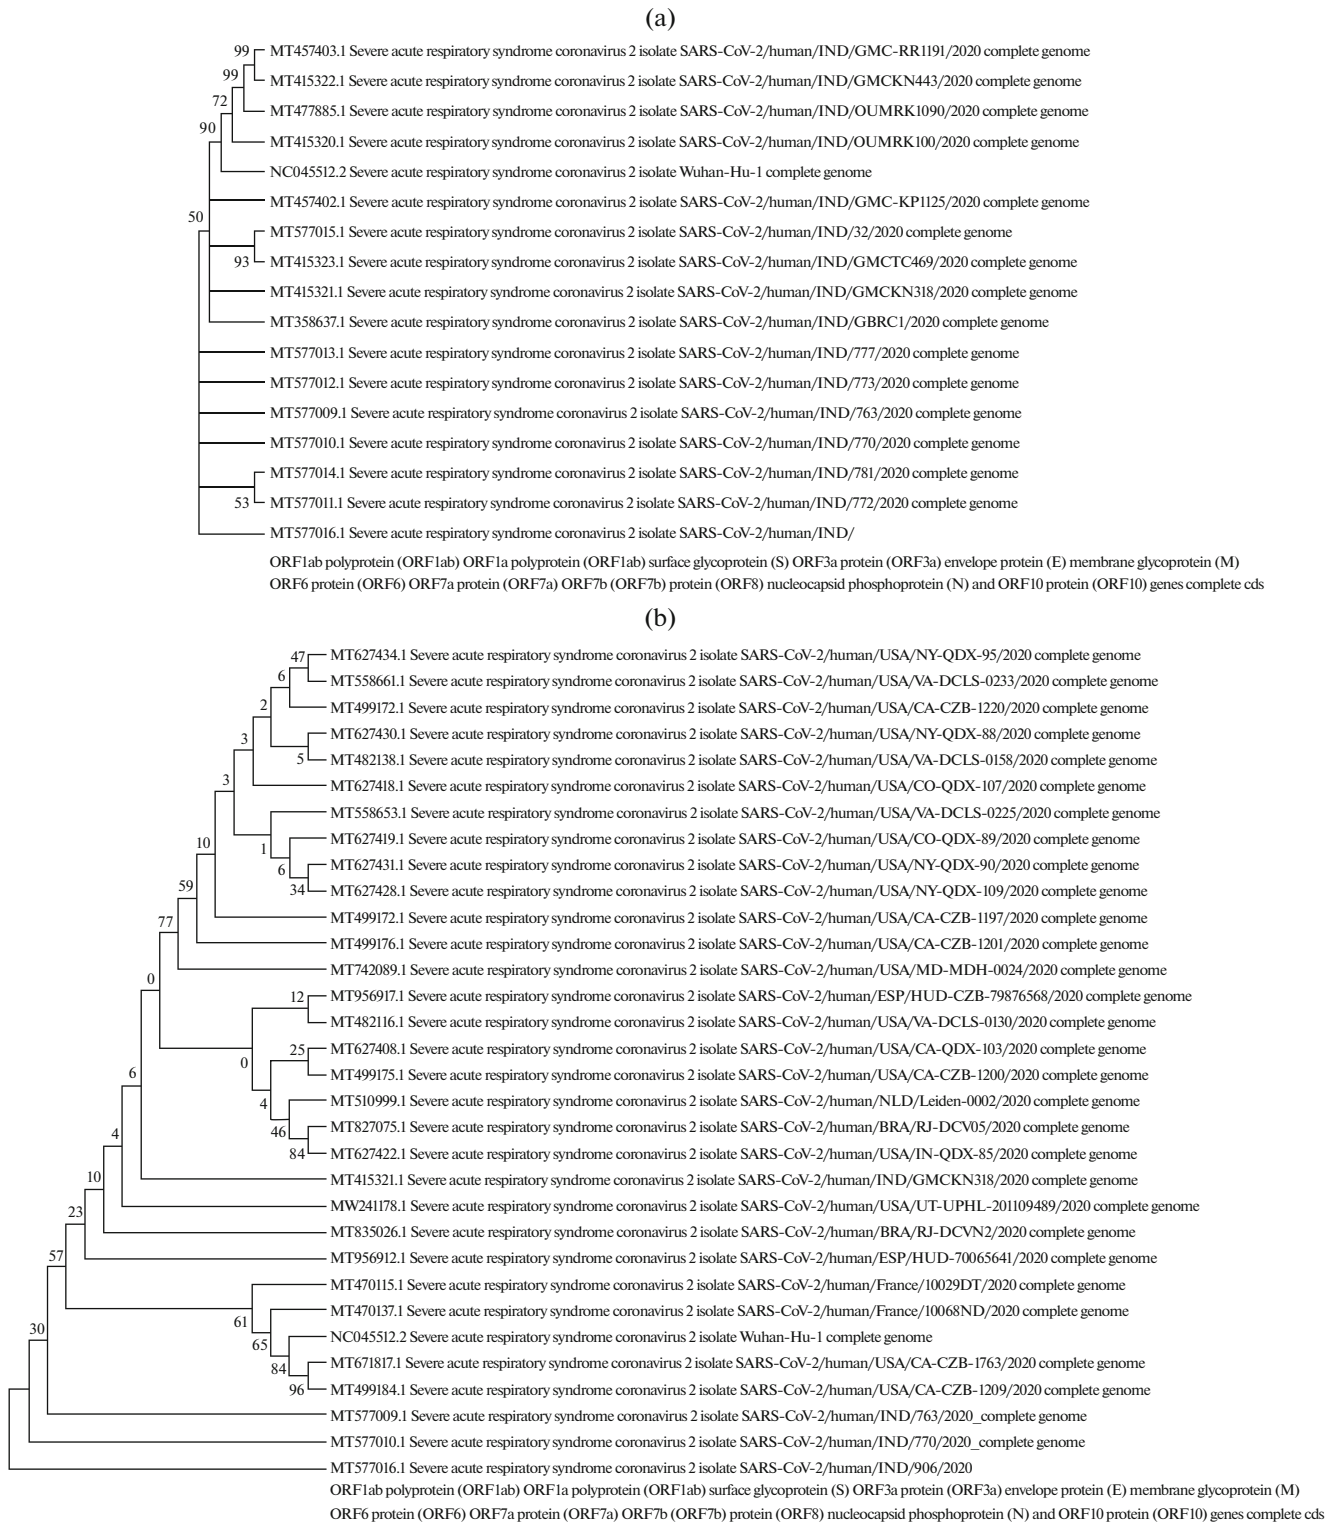 (a)
99 MT457403.1 Severe acute respiratory syndrome coronavirus 2 isolate SARS-CoV-2/human/IND/GMC-RR1191/2020 complete genome
99 MT415322.1 Severe acute respiratory syndrome coronavirus 2 isolate SARS-CoV-2/human/IND/GMCKN443/2020 complete genome
72 MT477885.1 Severe acute respiratory syndrome coronavirus 2 isolate SARS-CoV-2/human/IND/OUMRK1090/2020 complete genome
90 MT415320.1 Severe acute respiratory syndrome coronavirus 2 isolate SARS-CoV-2/human/IND/OUMRK100/2020 complete genome
NC045512.2 Severe acute respiratory syndrome coronavirus 2 isolate Wuhan-Hu-1 complete genome
MT457402.1 Severe acute respiratory syndrome coronavirus 2 isolate SARS-CoV-2/human/IND/GMC-KP1125/2020 complete genome
50
MT577015.1 Severe acute respiratory syndrome coronavirus 2 isolate SARS-CoV-2/human/IND/32/2020 complete genome
93 MT415323.1 Severe acute respiratory syndrome coronavirus 2 isolate SARS-CoV-2/human/IND/GMCTC469/2020 complete genome
MT415321.1 Severe acute respiratory syndrome coronavirus 2 isolate SARS-CoV-2/human/IND/GMCKN318/2020 complete genome
MT358637.1 Severe acute respiratory syndrome coronavirus 2 isolate SARS-CoV-2/human/IND/GBRC1/2020 complete genome
MT577013.1 Severe acute respiratory syndrome coronavirus 2 isolate SARS-CoV-2/human/IND/777/2020 complete genome
MT577012.1 Severe acute respiratory syndrome coronavirus 2 isolate SARS-CoV-2/human/IND/773/2020 complete genome
MT577009.1 Severe acute respiratory syndrome coronavirus 2 isolate SARS-CoV-2/human/IND/763/2020 complete genome
MT577010.1 Severe acute respiratory syndrome coronavirus 2 isolate SARS-CoV-2/human/IND/770/2020 complete genome
MT577014.1 Severe acute respiratory syndrome coronavirus 2 isolate SARS-CoV-2/human/IND/781/2020 complete genome
53 MT577011.1 Severe acute respiratory syndrome coronavirus 2 isolate SARS-CoV-2/human/IND/772/2020 complete genome
MT577016.1 Severe acute respiratory syndrome coronavirus 2 isolate SARS-CoV-2/human/IND/
ORF1ab polyprotein (ORF1ab) ORF1a polyprotein (ORF1ab) surface glycoprotein (S) ORF3a protein (ORF3a) envelope protein (E) membrane glycoprotein (M)
ORF6 protein (ORF6) ORF7a protein (ORF7a) ORF7b (ORF7b) protein (ORF8) nucleocapsid phosphoprotein (N) and ORF10 protein (ORF10) genes complete cds
(b)
47 MT627434.1 Severe acute respiratory syndrome coronavirus 2 isolate SARS-CoV-2/human/USA/NY-QDX-95/2020 complete genome
6 MT558661.1 Severe acute respiratory syndrome coronavirus 2 isolate SARS-CoV-2/human/USA/VA-DCLS-0233/2020 complete genome
2 MT499172.1 Severe acute respiratory syndrome coronavirus 2 isolate SARS-CoV-2/human/USA/CA-CZB-1220/2020 complete genome
3 MT627430.1 Severe acute respiratory syndrome coronavirus 2 isolate SARS-CoV-2/human/USA/NY-QDX-88/2020 complete genome
5 MT482138.1 Severe acute respiratory syndrome coronavirus 2 isolate SARS-CoV-2/human/USA/VA-DCLS-0158/2020 complete genome
3 MT627418.1 Severe acute respiratory syndrome coronavirus 2 isolate SARS-CoV-2/human/USA/CO-QDX-107/2020 complete genome
MT558653.1 Severe acute respiratory syndrome coronavirus 2 isolate SARS-CoV-2/human/USA/VA-DCLS-0225/2020 complete genome
10 1 MT627419.1 Severe acute respiratory syndrome coronavirus 2 isolate SARS-CoV-2/human/USA/CO-QDX-89/2020 complete genome
6 MT627431.1 Severe acute respiratory syndrome coronavirus 2 isolate SARS-CoV-2/human/USA/NY-QDX-90/2020 complete genome
59 34 MT627428.1 Severe acute respiratory syndrome coronavirus 2 isolate SARS-CoV-2/human/USA/NY-QDX-109/2020 complete genome
77 MT499172.1 Severe acute respiratory syndrome coronavirus 2 isolate SARS-CoV-2/human/USA/CA-CZB-1197/2020 complete genome
MT499176.1 Severe acute respiratory syndrome coronavirus 2 isolate SARS-CoV-2/human/USA/CA-CZB-1201/2020 complete genome
0 MT742089.1 Severe acute respiratory syndrome coronavirus 2 isolate SARS-CoV-2/human/USA/MD-MDH-0024/2020 complete genome
12 MT956917.1 Severe acute respiratory syndrome coronavirus 2 isolate SARS-CoV-2/human/ESP/HUD-CZB-79876568/2020 complete genome
MT482116.1 Severe acute respiratory syndrome coronavirus 2 isolate SARS-CoV-2/human/USA/VA-DCLS-0130/2020 complete genome
0 25 MT627408.1 Severe acute respiratory syndrome coronavirus 2 isolate SARS-CoV-2/human/USA/CA-QDX-103/2020 complete genome
6 MT499175.1 Severe acute respiratory syndrome coronavirus 2 isolate SARS-CoV-2/human/USA/CA-CZB-1200/2020 complete genome
4 MT510999.1 Severe acute respiratory syndrome coronavirus 2 isolate SARS-CoV-2/human/NLD/Leiden-0002/2020 complete genome
4 46 MT827075.1 Severe acute respiratory syndrome coronavirus 2 isolate SARS-CoV-2/human/BRA/RJ-DCV05/2020 complete genome
84 MT627422.1 Severe acute respiratory syndrome coronavirus 2 isolate SARS-CoV-2/human/USA/IN-QDX-85/2020 complete genome
10 MT415321.1 Severe acute respiratory syndrome coronavirus 2 isolate SARS-CoV-2/human/IND/GMCKN318/2020 complete genome
23 MW241178.1 Severe acute respiratory syndrome coronavirus 2 isolate SARS-CoV-2/human/USA/UT-UPHL-201109489/2020 complete genome
MT835026.1 Severe acute respiratory syndrome coronavirus 2 isolate SARS-CoV-2/human/BRA/RJ-DCVN2/2020 complete genome
57 MT956912.1 Severe acute respiratory syndrome coronavirus 2 isolate SARS-CoV-2/human/ESP/HUD-70065641/2020 complete genome
MT470115.1 Severe acute respiratory syndrome coronavirus 2 isolate SARS-CoV-2/human/France/10029DT/2020 complete genome
61 MT470137.1 Severe acute respiratory syndrome coronavirus 2 isolate SARS-CoV-2/human/France/10068ND/2020 complete genome
30 65 NC045512.2 Severe acute respiratory syndrome coronavirus 2 isolate Wuhan-Hu-1 complete genome
84 MT671817.1 Severe acute respiratory syndrome coronavirus 2 isolate SARS-CoV-2/human/USA/CA-CZB-1763/2020 complete genome
96 MT499184.1 Severe acute respiratory syndrome coronavirus 2 isolate SARS-CoV-2/human/USA/CA-CZB-1209/2020 complete genome
MT577009.1 Severe acute respiratory syndrome coronavirus 2 isolate SARS-CoV-2/human/IND/763/2020_complete genome
MT577010.1 Severe acute respiratory syndrome coronavirus 2 isolate SARS-CoV-2/human/IND/770/2020_complete genome
MT577016.1 Severe acute respiratory syndrome coronavirus 2 isolate SARS-CoV-2/human/IND/906/2020
ORF1ab polyprotein (ORF1ab) ORF1a polyprotein (ORF1ab) surface glycoprotein (S) ORF3a protein (ORF3a) envelope protein (E) membrane glycoprotein (M)
ORF6 protein (ORF6) ORF7a protein (ORF7a) ORF7b (ORF7b) protein (ORF8) nucleocapsid phosphoprotein (N) and ORF10 protein (ORF10) genes complete cds